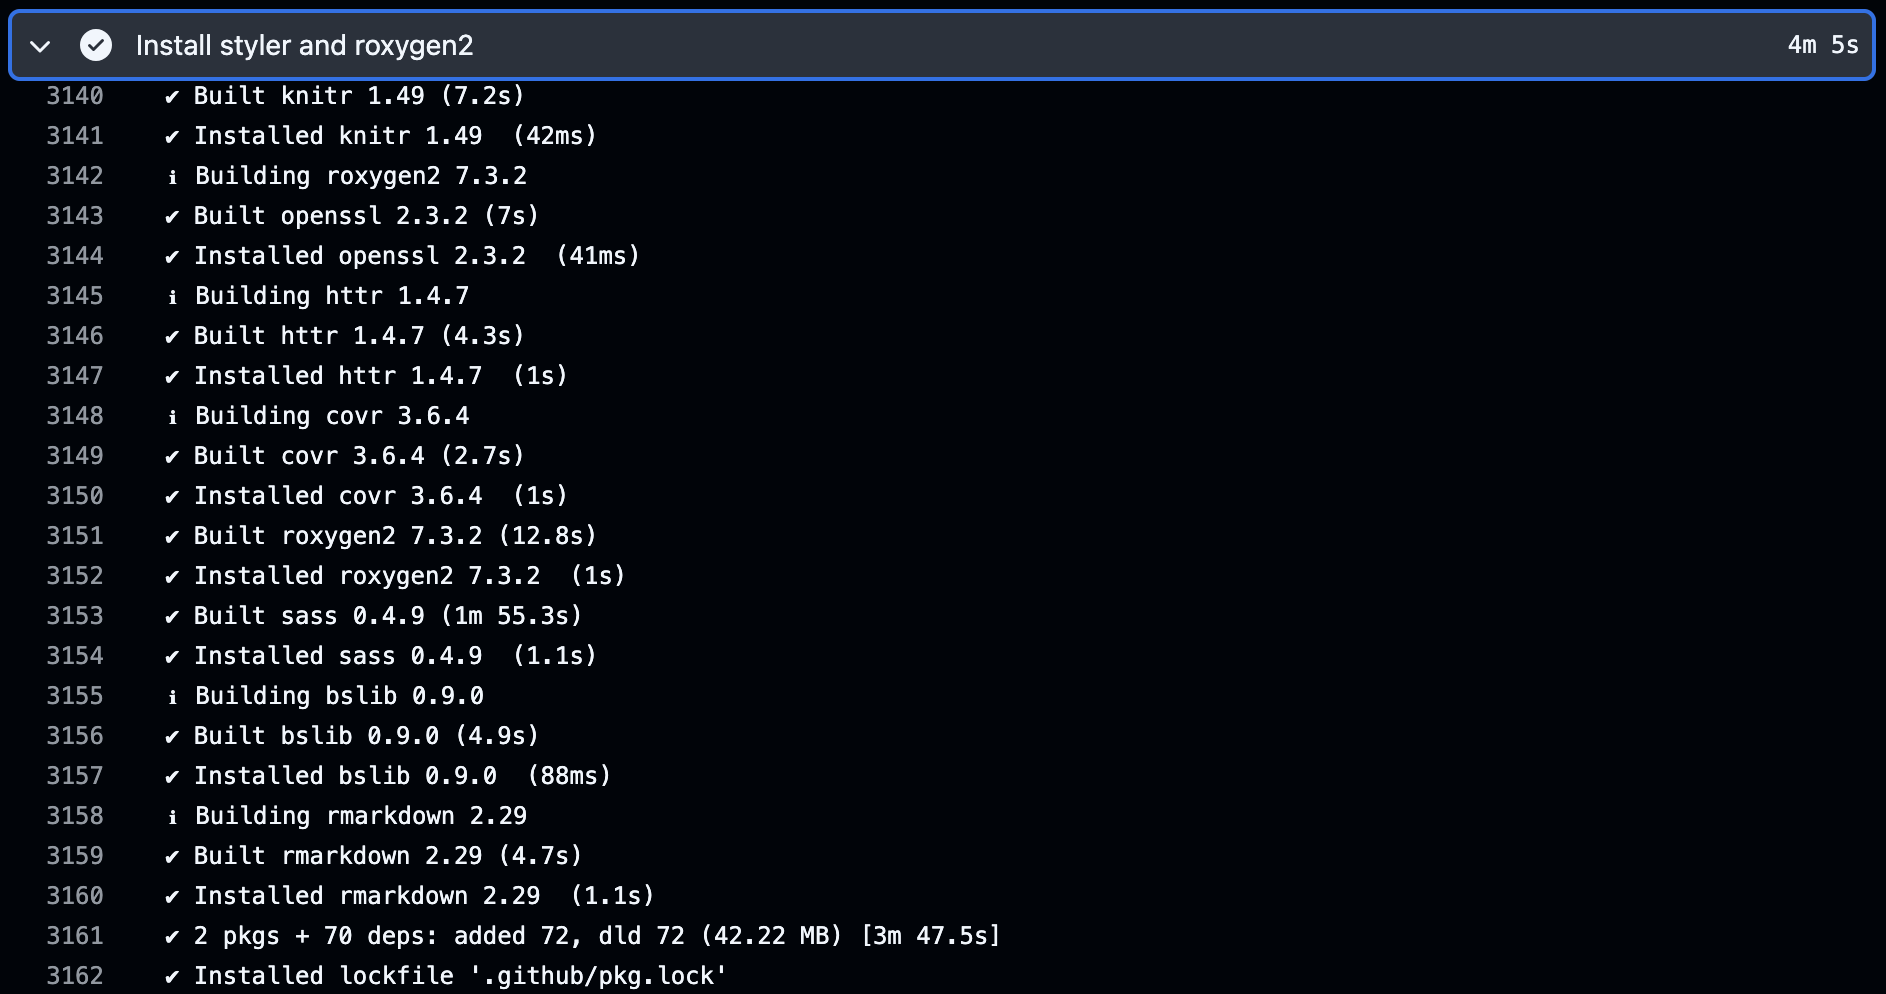 Install styler and roxygen2 4m 5s
3140 ✔ Built knitr 1.49 (7.2s)
3141 ✔ Installed knitr 1.49  (42ms)
3142 ℹ Building roxygen2 7.3.2
3143 ✔ Built openssl 2.3.2 (7s)
3144 ✔ Installed openssl 2.3.2  (41ms)
3145 ℹ Building httr 1.4.7
3146 ✔ Built httr 1.4.7 (4.3s)
3147 ✔ Installed httr 1.4.7  (1s)
3148 ℹ Building covr 3.6.4
3149 ✔ Built covr 3.6.4 (2.7s)
3150 ✔ Installed covr 3.6.4  (1s)
3151 ✔ Built roxygen2 7.3.2 (12.8s)
3152 ✔ Installed roxygen2 7.3.2  (1s)
3153 ✔ Built sass 0.4.9 (1m 55.3s)
3154 ✔ Installed sass 0.4.9  (1.1s)
3155 ℹ Building bslib 0.9.0
3156 ✔ Built bslib 0.9.0 (4.9s)
3157 ✔ Installed bslib 0.9.0  (88ms)
3158 ℹ Building rmarkdown 2.29
3159 ✔ Built rmarkdown 2.29 (4.7s)
3160 ✔ Installed rmarkdown 2.29  (1.1s)
3161 ✔ 2 pkgs + 70 deps: added 72, dld 72 (42.22 MB) [3m 47.5s]
3162 ✔ Installed lockfile '.github/pkg.lock'